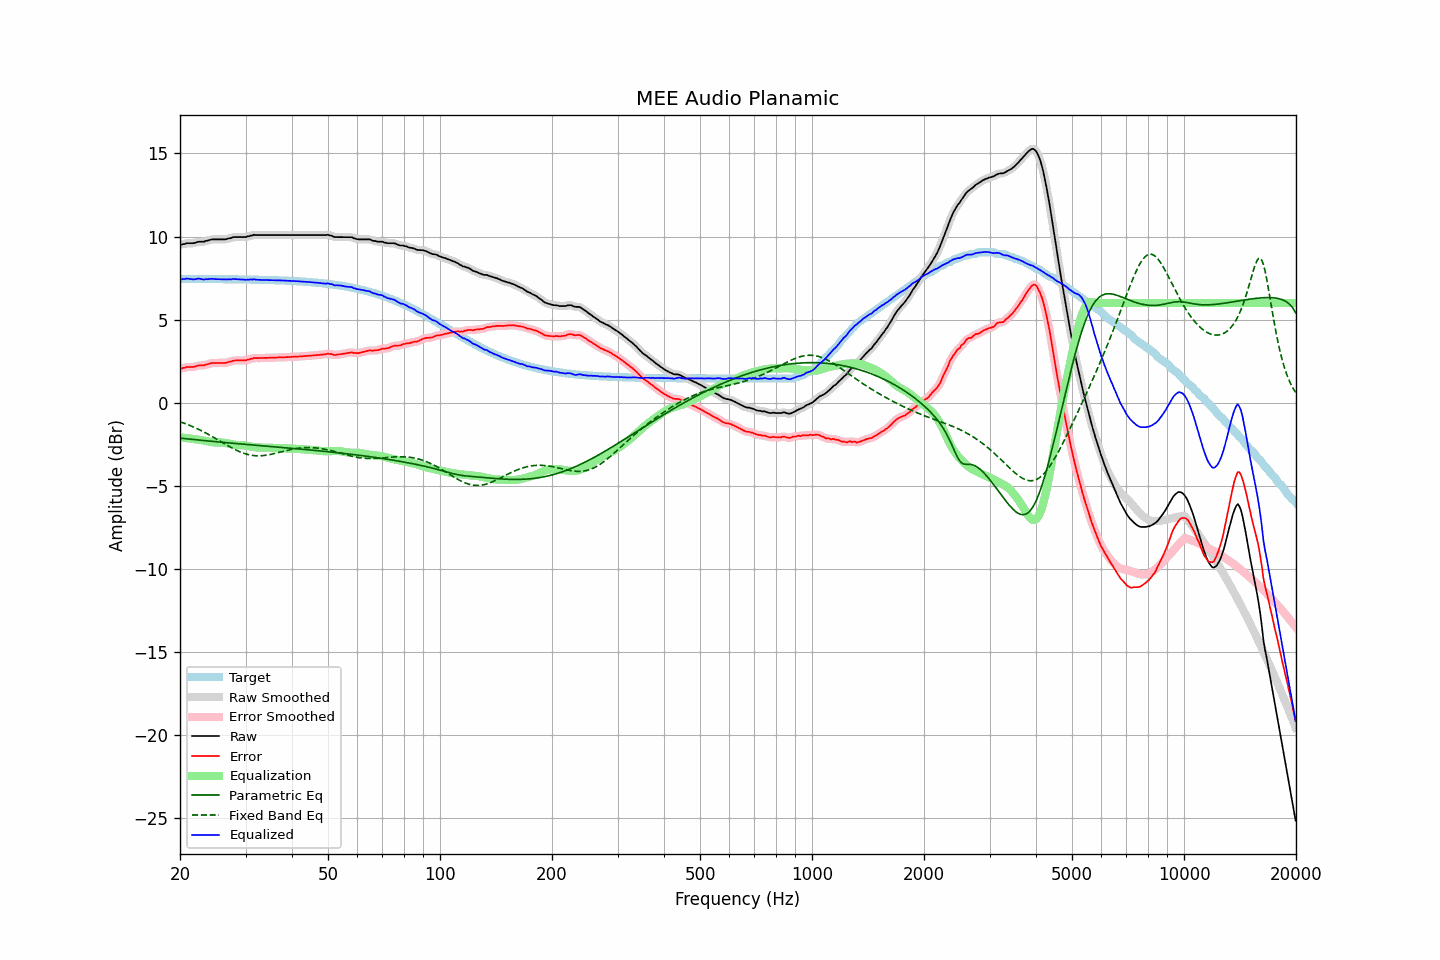 MEE Audio Planamic
Amplitude (dBr)
15
10
5
0
−5
−10
−15
−20
−25
Target
Raw Smoothed
Error Smoothed
Raw
Error
Equalization
Parametric Eq
Fixed Band Eq
Equalized
20 50 100 200 500 1000 2000 5000 10000 20000
Frequency (Hz)